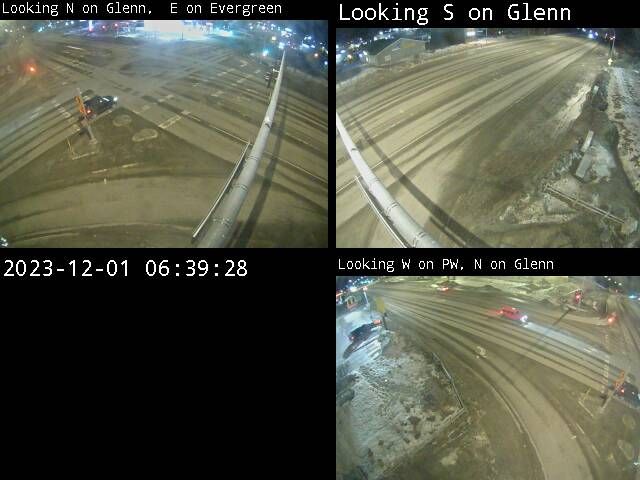 Looking N on Glenn,  E on Evergreen
Looking S on Glenn
2023-12-01 06:39:28
Looking W on PW, N on Glenn